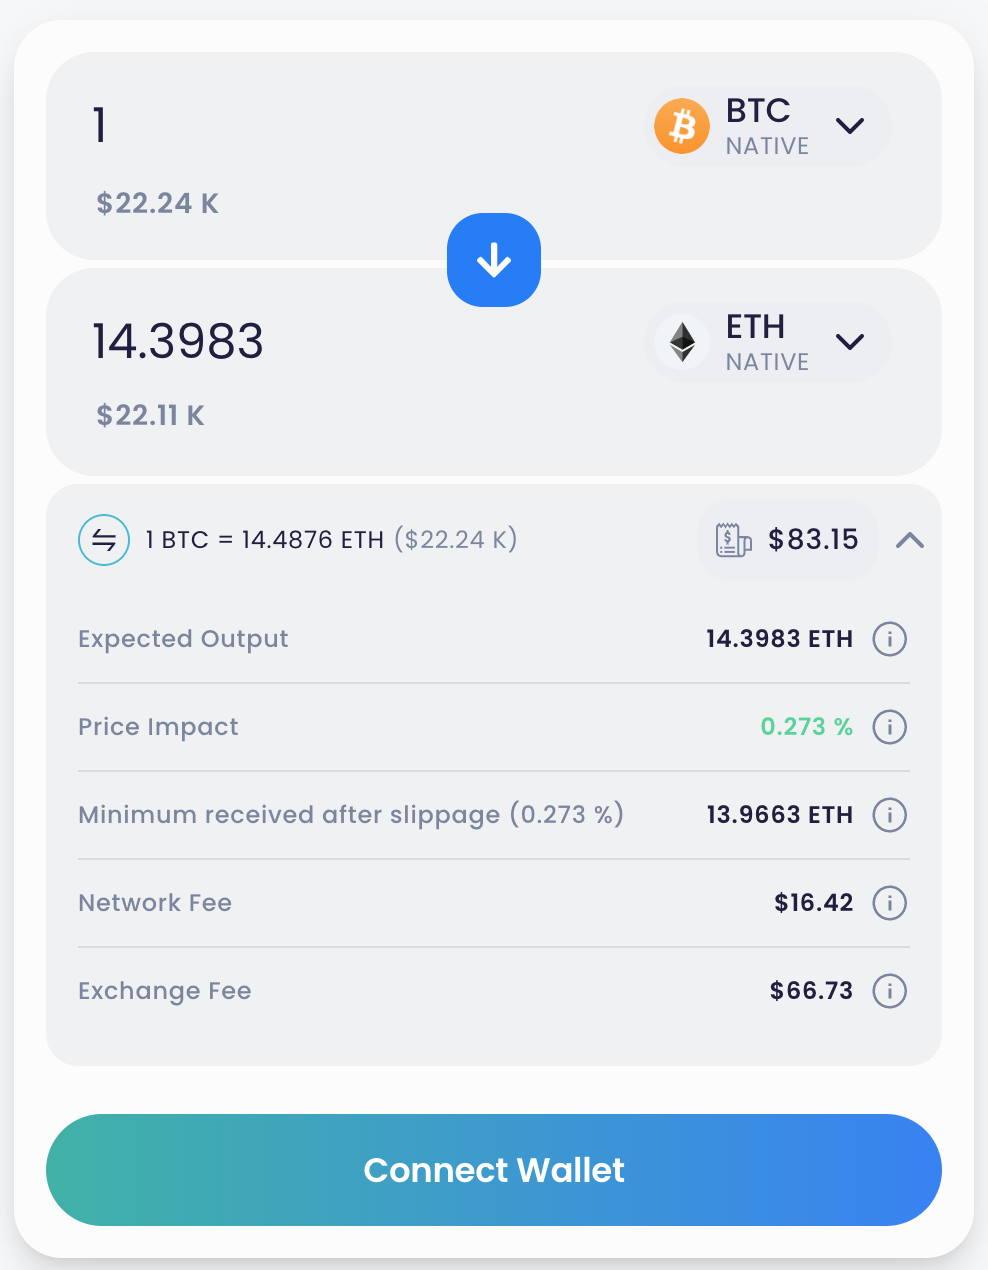 1
BTC
NATIVE
$22.24 K
14.3983
ETH
NATIVE
$22.11 K
1 BTC = 14.4876 ETH ($22.24 K)
$83.15
Expected Output 14.3983 ETH
Price Impact 0.273 %
Minimum received after slippage (0.273 %) 13.9663 ETH
Network Fee $16.42
Exchange Fee $66.73
Connect Wallet